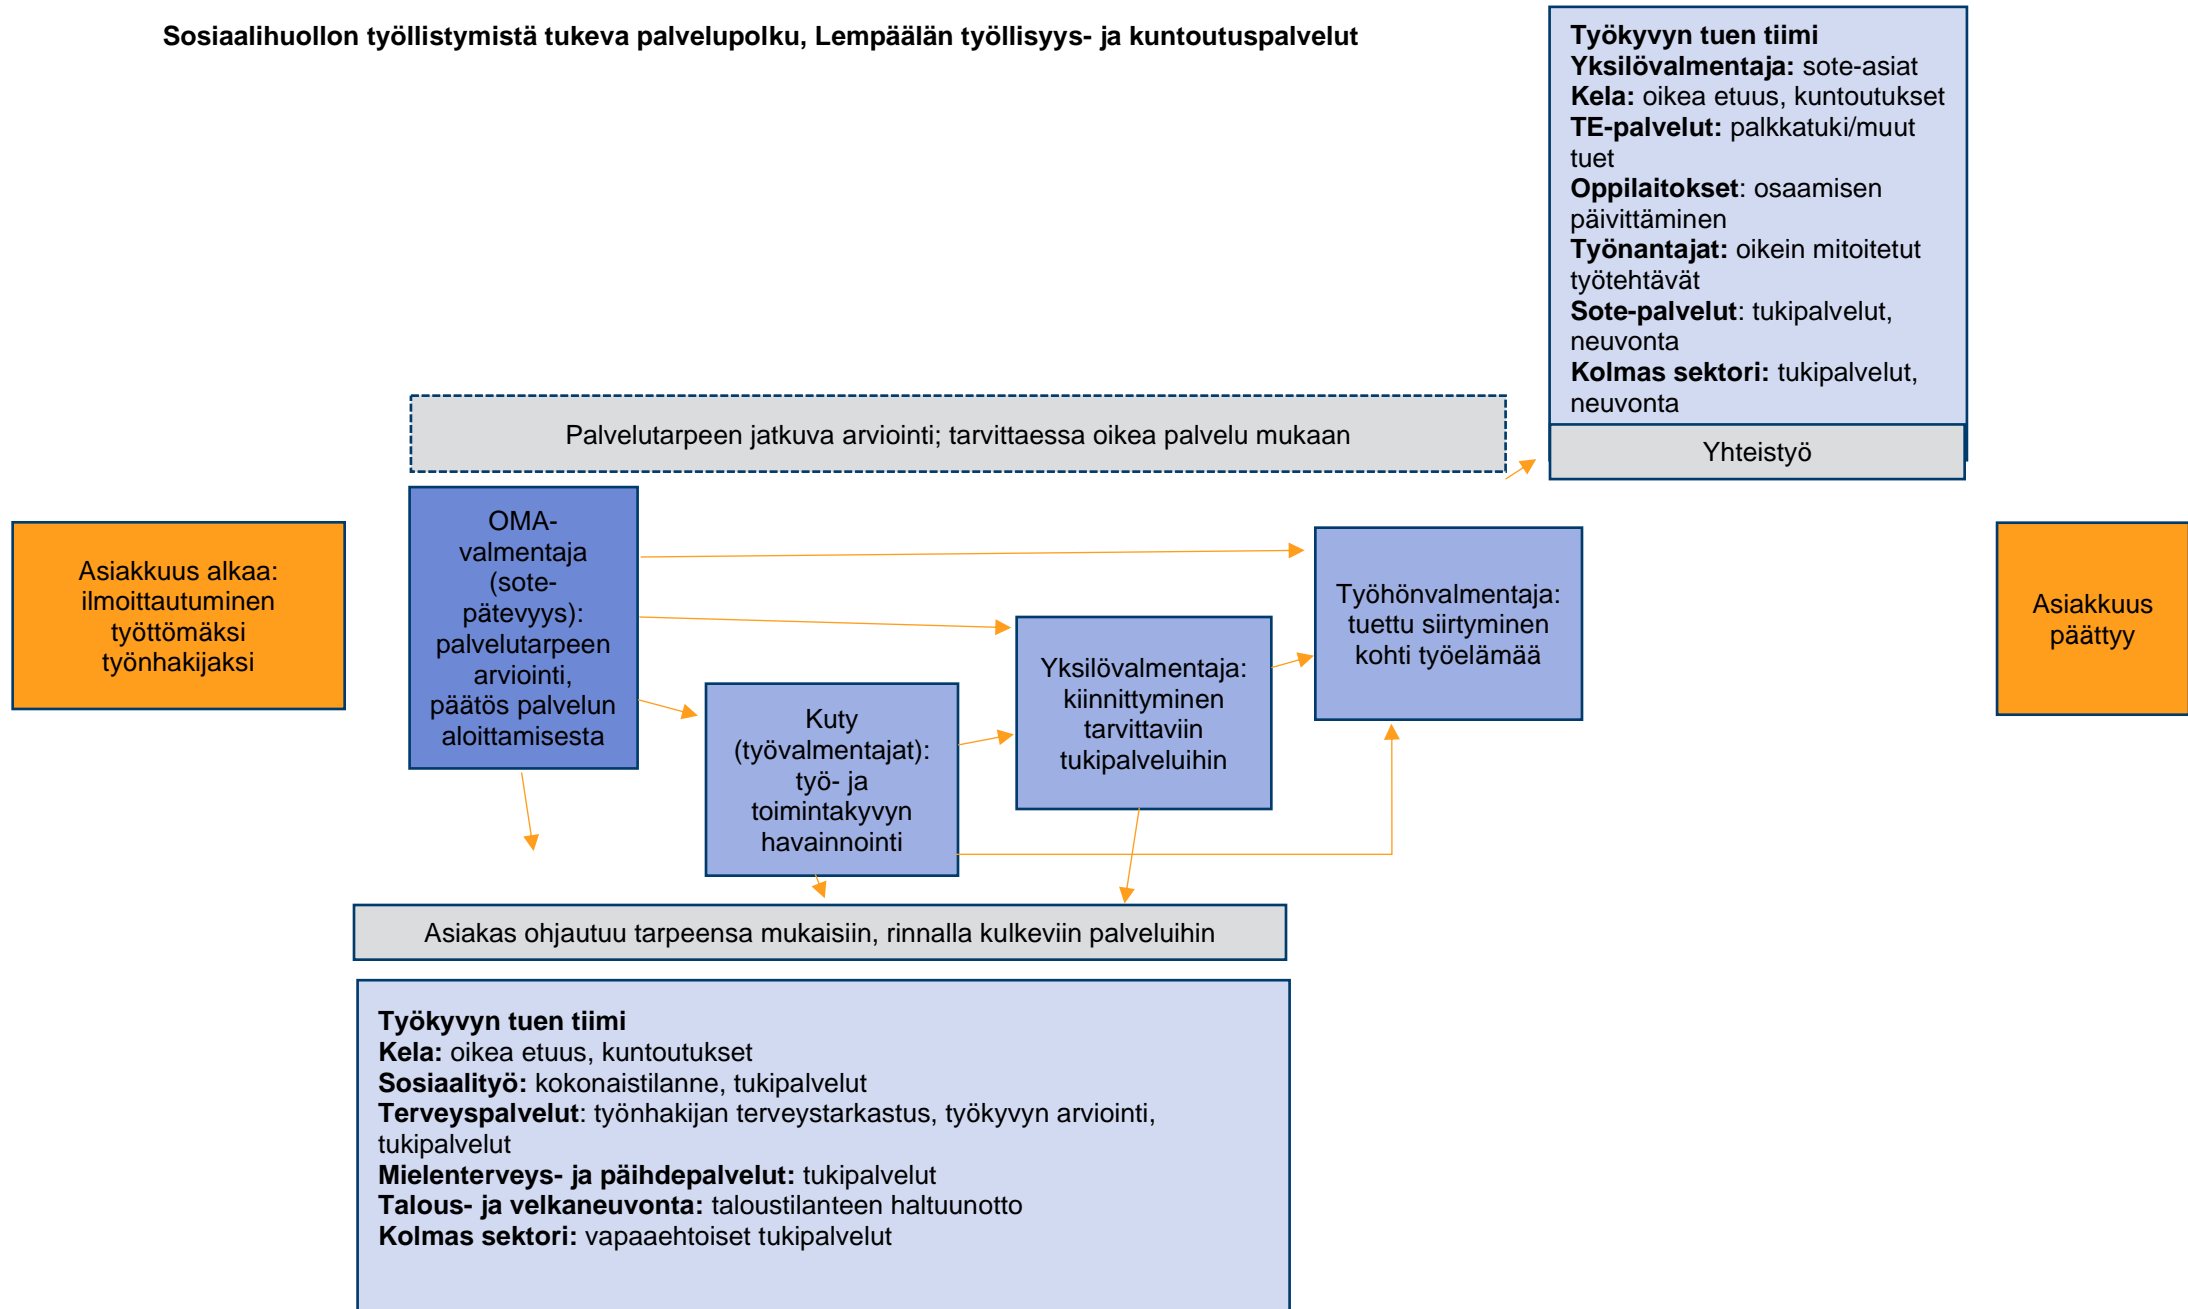 Sosiaalihuollon työllistymistä tukeva palvelupolku, Lempäälän työllisyys- ja kuntoutuspalvelut
Työkyvyn tuen tiimi
Yksilövalmentaja: sote-asiat
Kela: oikea etuus, kuntoutukset
TE-palvelut: palkkatuki/muut
tuet
Oppilaitokset: osaamisen
päivittäminen
Työnantajat: oikein mitoitetut
työtehtävät
Sote-palvelut: tukipalvelut,
neuvonta
Kolmas sektori: tukipalvelut,
neuvonta
Yhteistyö
Palvelutarpeen jatkuva arviointi; tarvittaessa oikea palvelu mukaan
Asiakkuus alkaa:
ilmoittautuminen
työttömäksi
työnhakijaksi
OMA-
valmentaja
(sote-
pätevyys):
palvelutarpeen
arviointi,
päätös palvelun
aloittamisesta
Kuty
(työvalmentajat):
työ- ja
toimintakyvyn
havainnointi
Yksilövalmentaja:
kiinnittyminen
tarvittaviin
tukipalveluihin
Työhönvalmentaja:
tuettu siirtyminen
kohti työelämää
Asiakkuus
päättyy
Asiakas ohjautuu tarpeensa mukaisiin, rinnalla kulkeviin palveluihin
Työkyvyn tuen tiimi
Kela: oikea etuus, kuntoutukset
Sosiaalityö: kokonaistilanne, tukipalvelut
Terveyspalvelut: työnhakijan terveystarkastus, työkyvyn arviointi,
tukipalvelut
Mielenterveys- ja päihdepalvelut: tukipalvelut
Talous- ja velkaneuvonta: taloustilanteen haltuunotto
Kolmas sektori: vapaaehtoiset tukipalvelut